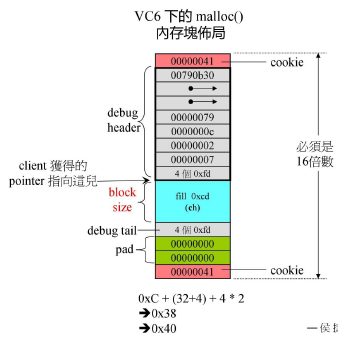 VC6 下的 malloc()
內存塊佈局
00000041
cookie
00790b30
debug
header
00000079
0000000c
00000002
00000007
4 個 0xfd
client 獲得的
pointer 指向這兒
必須是
16倍數
block
size
fill 0xcd
(ch)
debug tail
4 個 0xfd
pad
00000000
00000000
00000041
cookie
0xC + (32+4) + 4 * 2
➔0x38
➔0x40
一侯